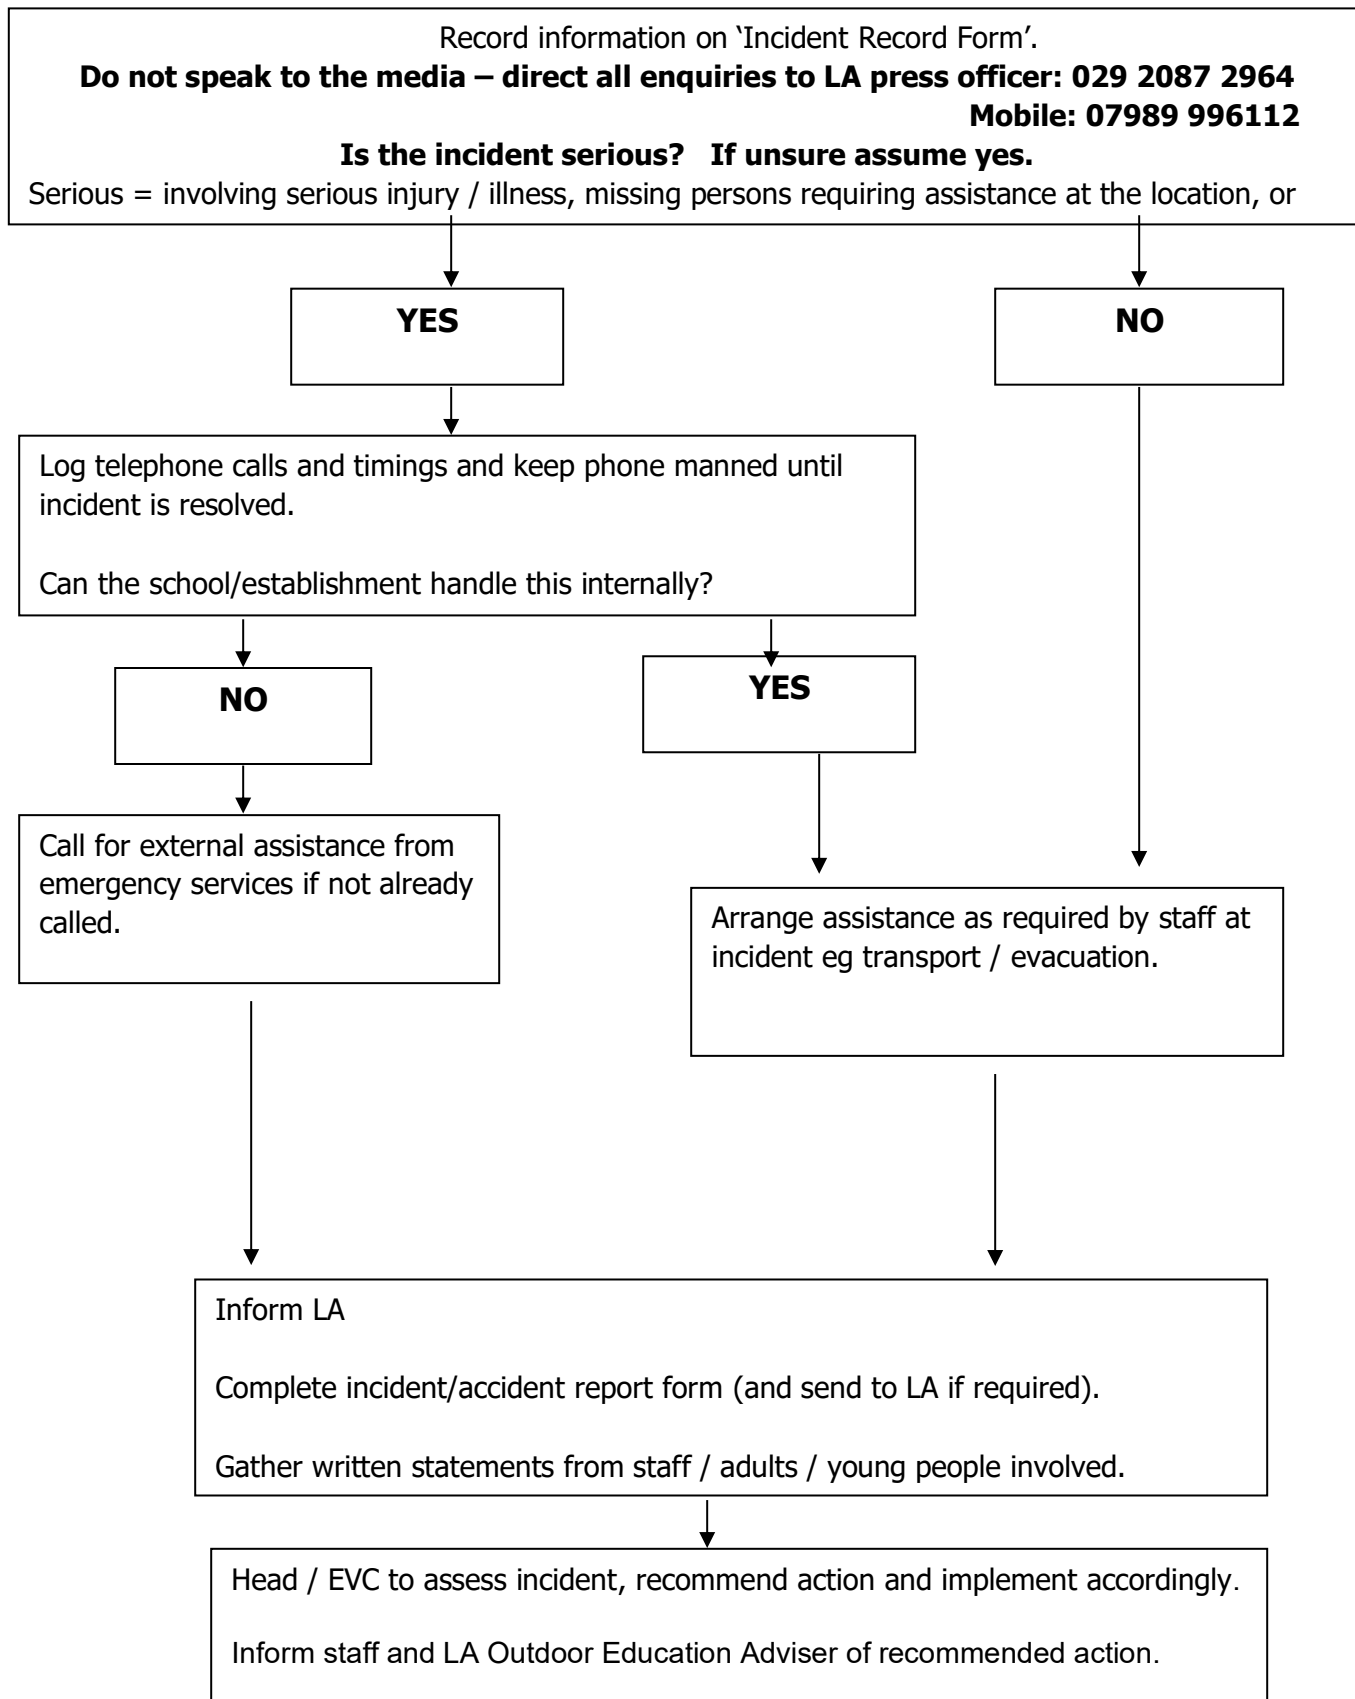 Record information on ‘Incident Record Form’.
Do not speak to the media – direct all enquiries to LA press officer: 029 2087 2964
Mobile: 07989 996112
Is the incident serious? If unsure assume yes.
Serious = involving serious injury / illness, missing persons requiring assistance at the location, or
YES
NO
Log telephone calls and timings and keep phone manned until
incident is resolved.
Can the school/establishment handle this internally?
NO
YES
Call for external assistance from
emergency services if not already
called.
Arrange assistance as required by staff at
incident eg transport / evacuation.
Inform LA
Complete incident/accident report form (and send to LA if required).
Gather written statements from staff / adults / young people involved.
Head / EVC to assess incident, recommend action and implement accordingly.
Inform staff and LA Outdoor Education Adviser of recommended action.